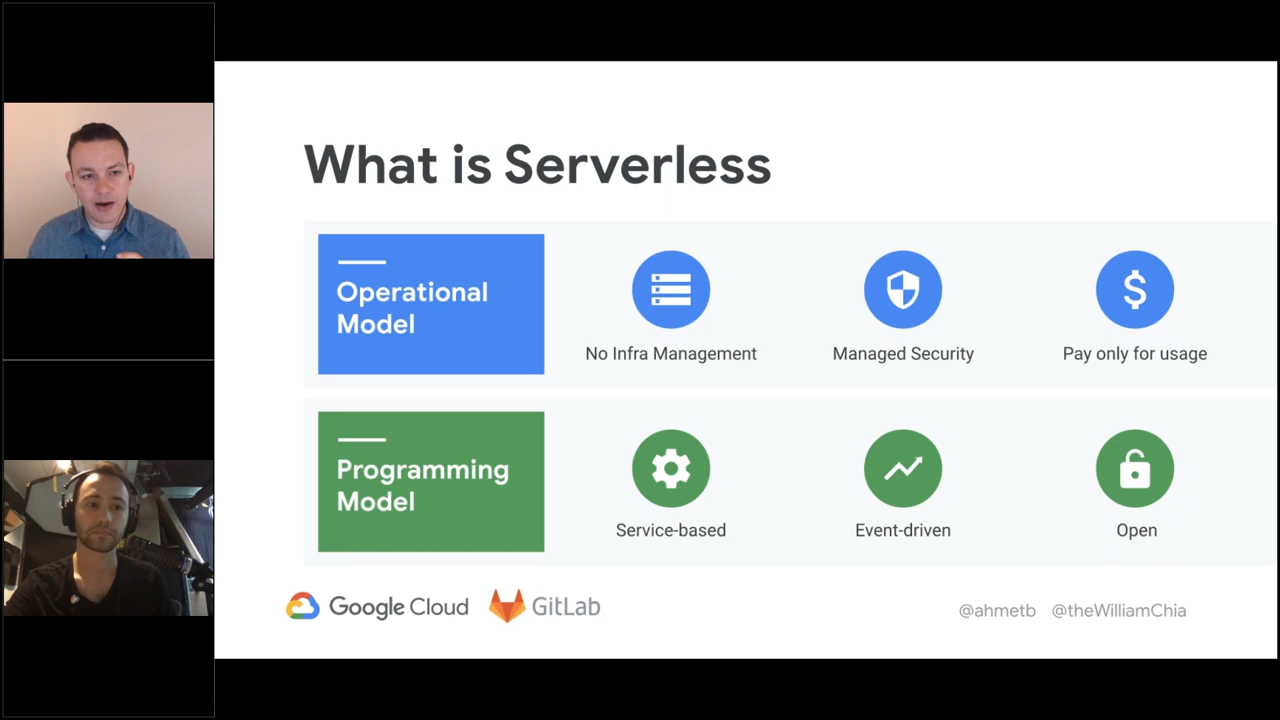 What is Serverless
Operational
Model
No Infra Management
Managed Security
Pay only for usage
Programming
Model
Service-based
Event-driven
Open
Google Cloud
GitLab
@ahmetb
@theWilliamChia